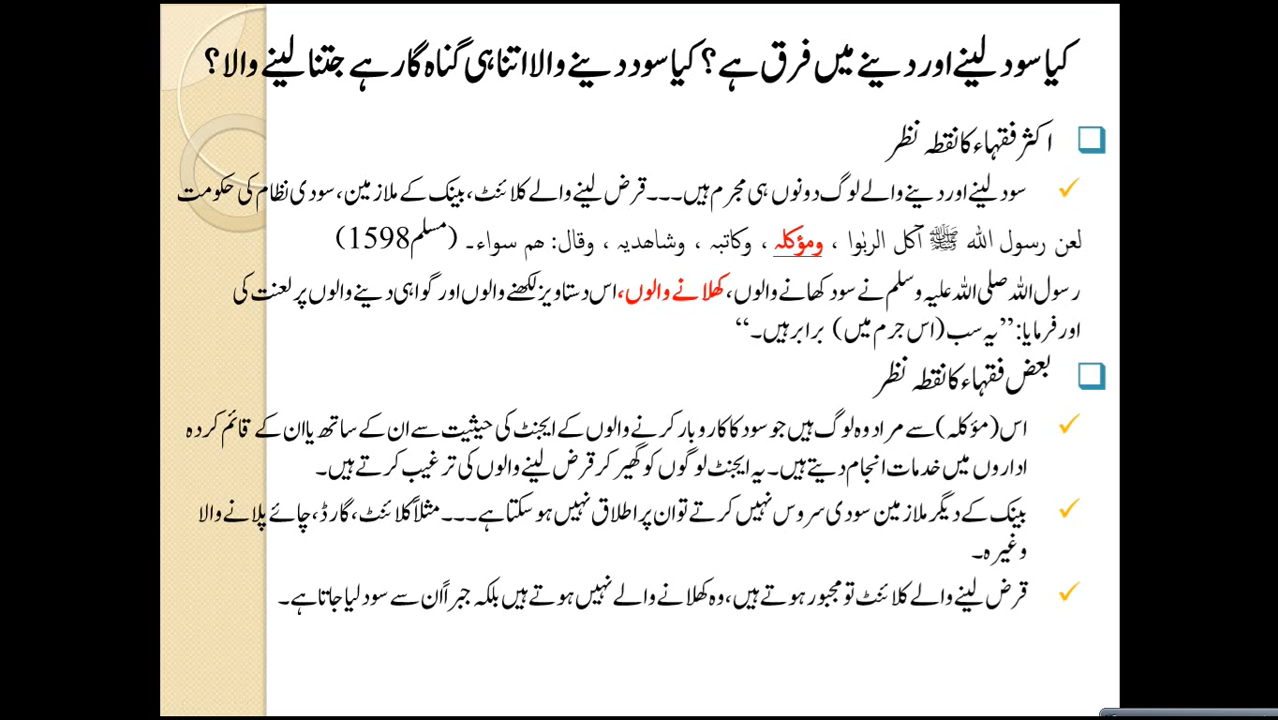 کیا سود لینے اور دینے میں فرق ہے؟ کیا سود دینے والا اتنا ہی گناہ گار ہے جتنا لینے والا؟
اکثر فقہاء کا نقطہ نظر
سود لینے اور دینے والے لوگ دونوں ہی مجرم ہیں۔۔۔قرض لینے والے کلائنٹ، بینک کے ملازمین، سودی نظام کی حکومت
لعن رسول الله ﷺ آكل الربٰوا ، ومؤكله ، وكاتبه ، وشاهديه ، وقال: هم سواء۔ (مسلم 1598)
رسول اللہ صلی اللہ علیہ وسلم نے سود کھانے والوں، کھلانے والوں، اس دستاویز لکھنے والوں اور گواہی دینے والوں پر لعنت کی
اور فرمایا: ”یہ سب (اس جرم میں) برابر ہیں۔“
بعض فقہاء کا نقطہ نظر
اس (مؤکلہ) سے مراد وہ لوگ ہیں جو سود کا کاروبار کرنے والوں کے ایجنٹ کی حیثیت سے ان کے ساتھ یا ان کے قائم کردہ
اداروں میں خدمات انجام دیتے ہیں۔ یہ ایجنٹ لوگوں کو گھیر کر قرض لینے والوں کی ترغیب کرتے ہیں۔
بینک کے دیگر ملازمین سودی سروس نہیں کرتے تو ان پر اطلاق نہیں ہو سکتا ہے۔۔۔مثلاً کلائنٹ، گارڈ، چائے پلانے والا
وغیرہ۔
قرض لینے والے کلائنٹ تو مجبور ہوتے ہیں، وہ کھلانے والے نہیں ہوتے ہیں بلکہ جبراً اُن سے سود لیا جاتا ہے۔